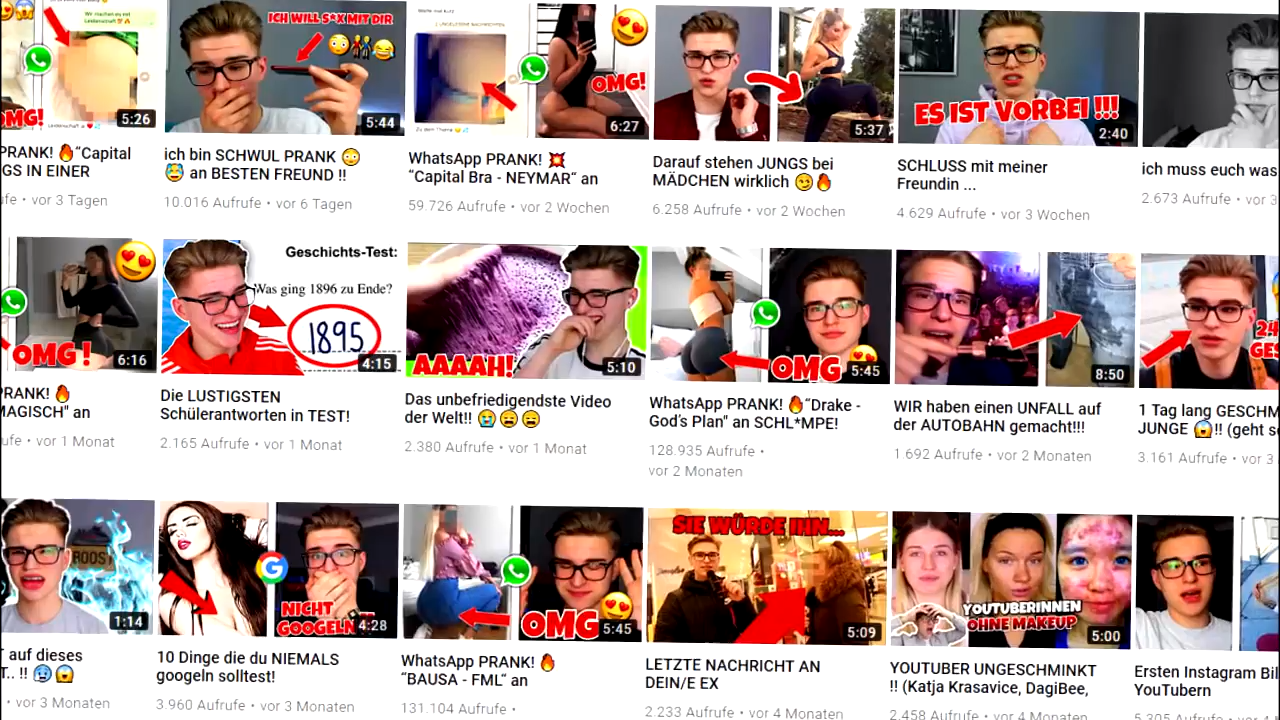 OMG!
5:26
PRANK! 🔥“Capital
GS IN EINER
ufe • vor 3 Tagen
ICH WILL S*X MIT DIR
5:44
ich bin SCHWUL PRANK 😳
😂 an BESTEN FREUND !!
10.016 Aufrufe • vor 6 Tagen
OMG!
6:27
WhatsApp PRANK! 💥
“Capital Bra - NEYMAR“ an
59.726 Aufrufe • vor 2 Wochen
5:37
Darauf stehen JUNGS bei
MÄDCHEN wirklich 😏🔥
6.258 Aufrufe • vor 2 Wochen
ES IST VORBEI !!!
2:40
SCHLUSS mit meiner
Freundin ...
4.629 Aufrufe • vor 3 Wochen
ich muss euch was
2.673 Aufrufe • vor 3
OMG !
6:16
PRANK! 🔥
MAGISCH" an
ufe • vor 1 Monat
Geschichts-Test:
Was ging 1896 zu Ende?
1895
4:15
Die LUSTIGSTEN
Schülerantworten in TEST!
2.165 Aufrufe • vor 1 Monat
AAAAH!
5:10
Das unbefriedigendste Video
der Welt!! 😭😩😩
2.380 Aufrufe • vor 1 Monat
OMG
5:45
WhatsApp PRANK! 🔥“Drake -
God's Plan" an SCHL*MPE!
128.935 Aufrufe •
vor 2 Monaten
8:50
WIR haben einen UNFALL auf
der AUTOBAHN gemacht!!!
1 692 Aufrufe • vor 2 Monaten
24
GES
1 Tag lang GESCHM
JUNGE 😱!! (geht s
3.161 Aufrufe • vor 3
ROOS
1:14
T auf dieses
T.. !! 🥶😱
• vor 3 Monaten
NICHT
GOOGELN
4:28
10 Dinge die du NIEMALS
googeln solltest!
3.960 Aufrufe • vor 3 Monaten
OMG
5:45
WhatsApp PRANK! 🔥
“BAUSA - FML“ an
131.104 Aufrufe •
SIE WÜRDE IHN...
5:09
LETZTE NACHRICHT AN
DEIN/E EX
2.233 Aufrufe • vor 4 Monaten
YOUTUBERINNEN
OHNE MAKEUP
5:00
YOUTUBER UNGESCHMINKT
!! (Katja Krasavice, DagiBee,
2.458 Aufrufe • vor 4 Monaten
Ersten Instagram Bil
YouTubern
5.305 Aufrufe • vor 4